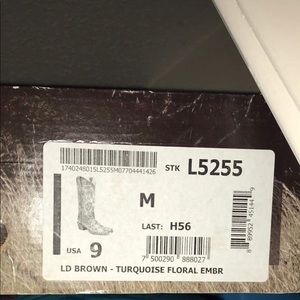 1740248015L5255M07704441426
STK L5255
M
LAST: H56
USA 9
7 500290 888027
LD BROWN - TURQUOISE FLORAL EMBR